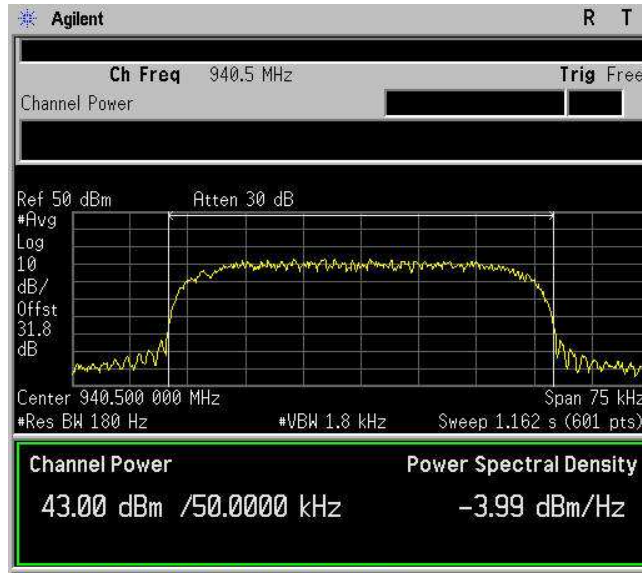 Agilent R T
Ch Freq 940.5 MHz Trig Free
Channel Power
Ref 50 dBm Atten 30 dB
#Avg
Log
10
dB/
Offst
31.8
dB
Center 940.500 000 MHz Span 75 kHz
#Res BW 180 Hz #VBW 1.8 kHz Sweep 1.162 s (601 pts)
Channel Power Power Spectral Density
43.00 dBm /50.0000 kHz -3.99 dBm/Hz